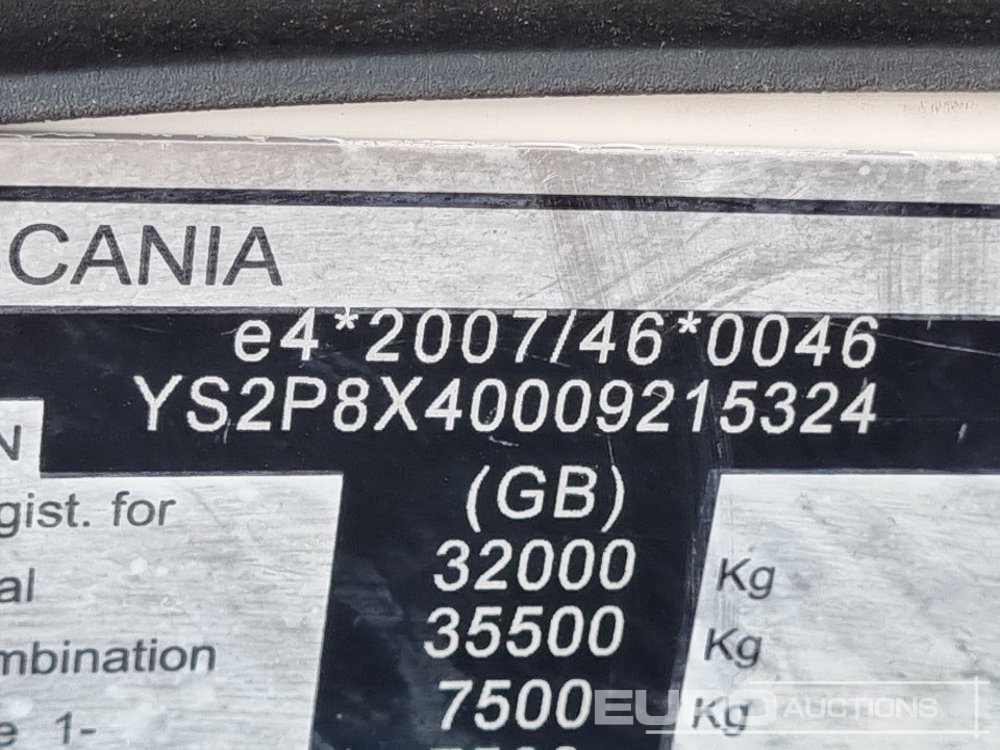 CANIA
e4*2007/46*0046
YS2P8X40009215324
N
gist. for
(GB)
al
32000 Kg
mbination
35500 Kg
e 1-
7500 Kg
EURO AUCTIONS